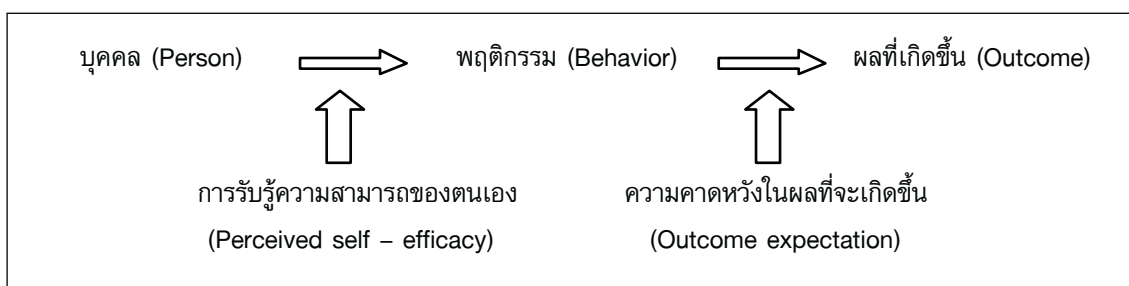 บุคคล (Person) พฤติกรรม (Behavior) ผลที่เกิดขึ้น (Outcome)
การรับรู้ความสามารถของตนเอง ความคาดหวังในผลที่จะเกิดขึ้น
(Perceived self – efficacy) (Outcome expectation)